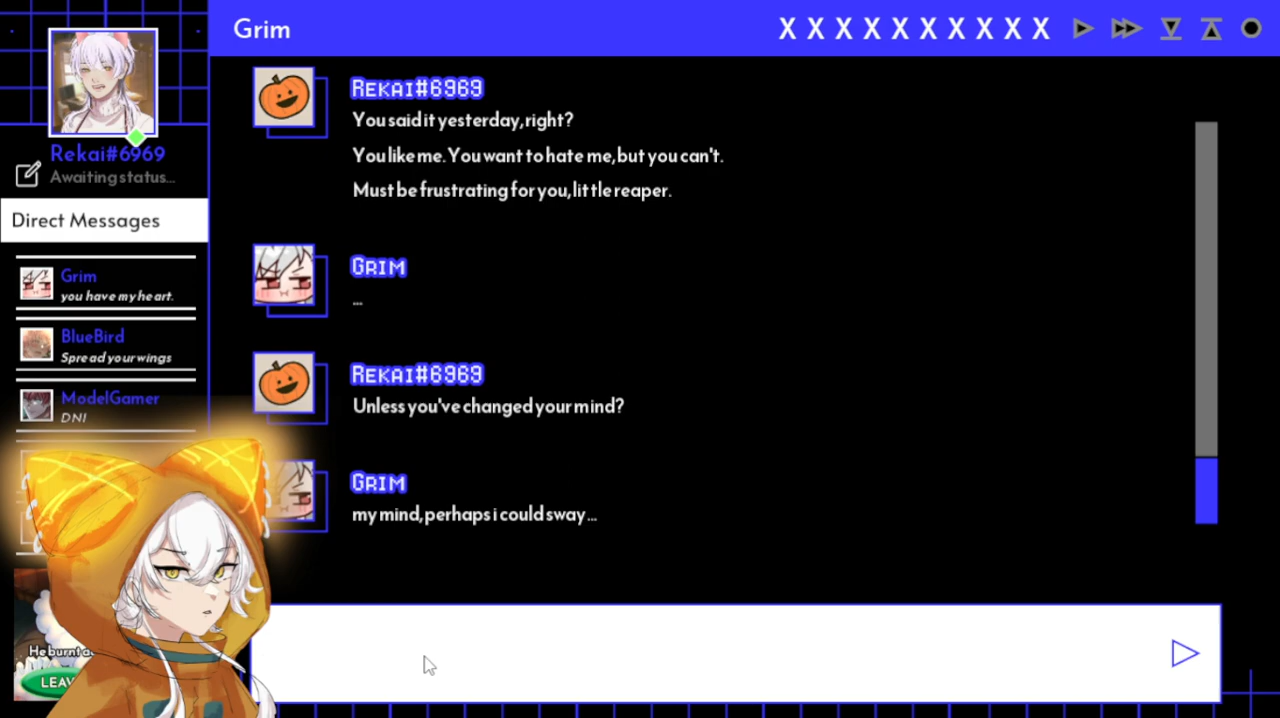 Grim
X X X X X X X X X X
Rekai#6969
Awaiting status...
Direct Messages
Grim
you have my heart.
BlueBird
Spread your wings
ModelGamer
DNI
He burnt
LEAV
Rekai#6969
You said it yesterday, right?
You like me. You want to hate me, but you can't.
Must be frustrating for you, little reaper.
Grim
...
Rekai#6969
Unless you've changed your mind?
Grim
my mind, perhaps i could sway...